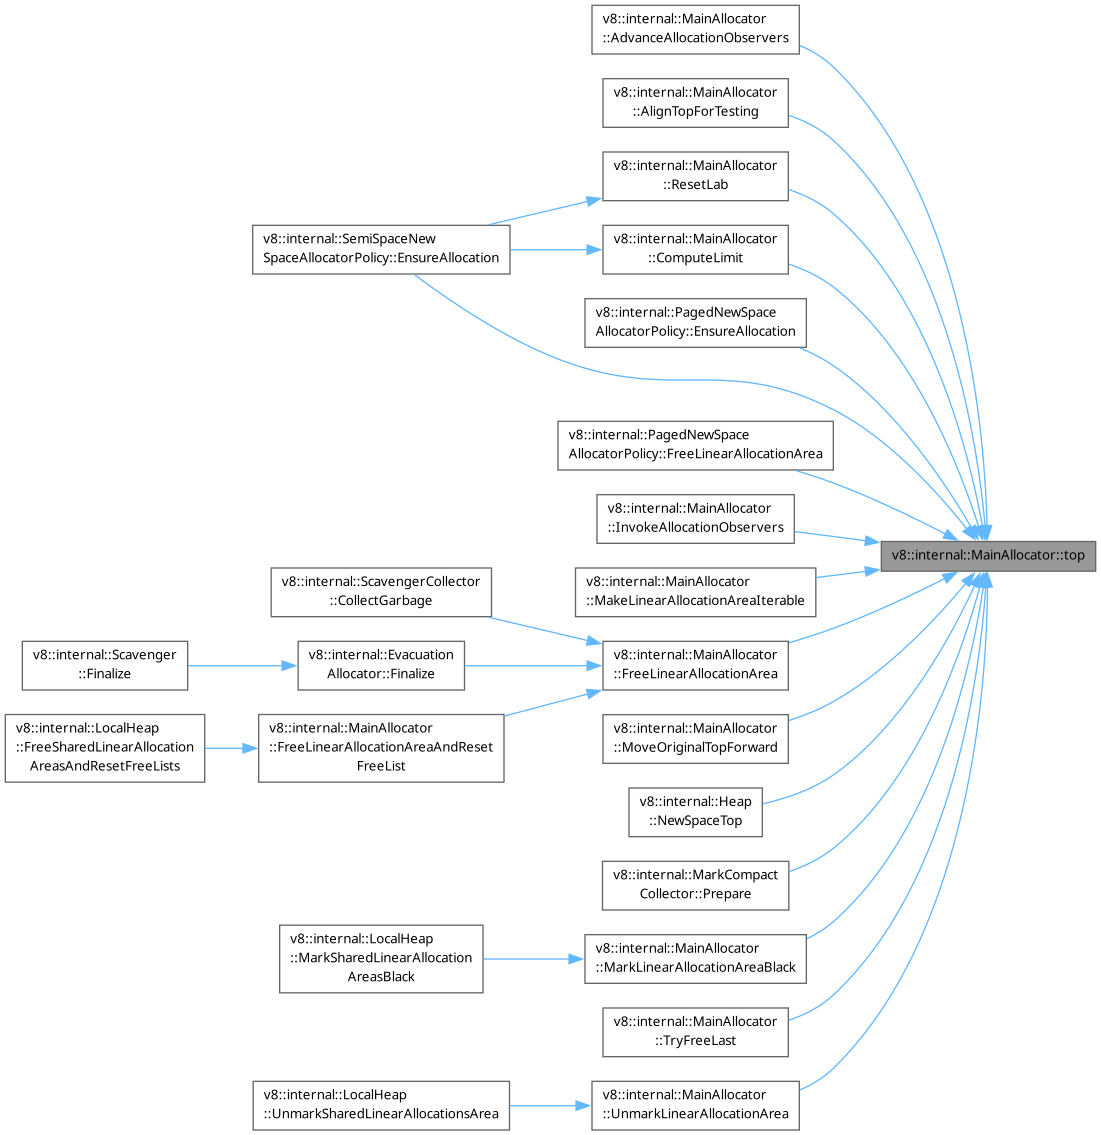 v8::internal::MainAllocator
::AdvanceAllocationObservers
v8::internal::MainAllocator
::AlignTopForTesting
v8::internal::MainAllocator
::ResetLab
v8::internal::SemiSpaceNew
SpaceAllocatorPolicy::EnsureAllocation
v8::internal::MainAllocator
::ComputeLimit
v8::internal::PagedNewSpace
AllocatorPolicy::EnsureAllocation
v8::internal::PagedNewSpace
AllocatorPolicy::FreeLinearAllocationArea
v8::internal::MainAllocator
::InvokeAllocationObservers
v8::internal::MainAllocator::top
v8::internal::ScavengerCollector
::CollectGarbage
v8::internal::MainAllocator
::MakeLinearAllocationAreaIterable
v8::internal::Scavenger
::Finalize
v8::internal::Evacuation
Allocator::Finalize
v8::internal::MainAllocator
::FreeLinearAllocationArea
v8::internal::LocalHeap
::FreeSharedLinearAllocation
AreasAndResetFreeLists
v8::internal::MainAllocator
::FreeLinearAllocationAreaAndReset
FreeList
v8::internal::MainAllocator
::MoveOriginalTopForward
v8::internal::Heap
::NewSpaceTop
v8::internal::MarkCompact
Collector::Prepare
v8::internal::LocalHeap
::MarkSharedLinearAllocation
AreasBlack
v8::internal::MainAllocator
::MarkLinearAllocationAreaBlack
v8::internal::MainAllocator
::TryFreeLast
v8::internal::LocalHeap
::UnmarkSharedLinearAllocationsArea
v8::internal::MainAllocator
::UnmarkLinearAllocationArea